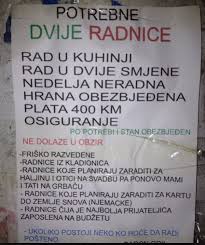 POTREBNE
DVIJE RADNICE
RAD U KUHINJI
RAD U DVIJE SMJENE
NEDELJA NERADNA
HRANA OBEZBJEĐENA
PLATA 400 KM
OSIGURANJE
PO POTREBI I STAN OBEZBJEĐEN
NE DOLAZE U OBZIR
-FRIŠKO RAZVEDENE
- RADNICE IZ KLADIONICA
-RADNICE KOJE PLANIRAJU ZARADITI ZA
HALJINU I OTIĆI NA SVADBU PA PONOVO MAMI
I TATI NA GRBAČU
- RADNICE KOJE PLANIRAJU ZARADITI ZA KARTU
DO ZEMLJE SNOVA (NJEMAČKE)
- RADNICE ČIJA JE NAJBOLJA PRIJATELJICA
ZAPOSLENA NA BUDŽETU
- UKOLIKO POSTOJI NEKO KO HOĆE DA RADI